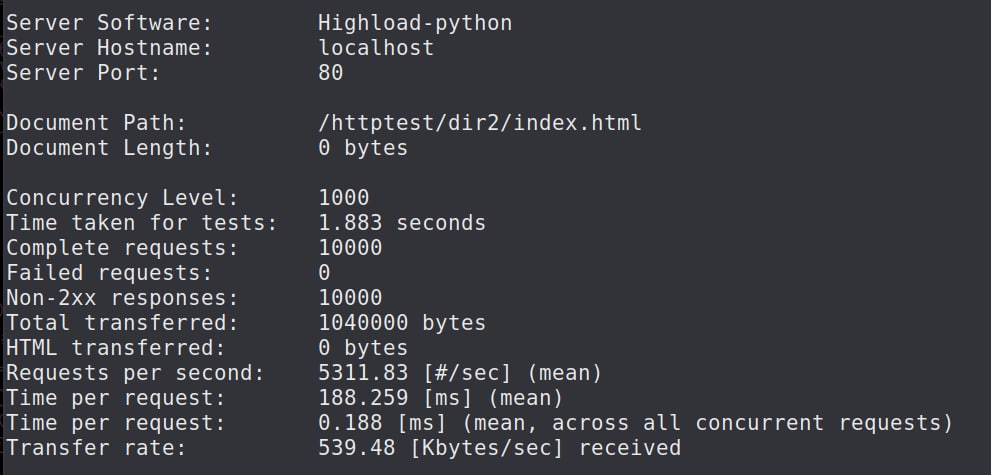 Server Software: Highload-python
Server Hostname: localhost
Server Port: 80
Document Path: /httptest/dir2/index.html
Document Length: 0 bytes
Concurrency Level: 1000
Time taken for tests: 1.883 seconds
Complete requests: 10000
Failed requests: 0
Non-2xx responses: 10000
Total transferred: 1040000 bytes
HTML transferred: 0 bytes
Requests per second: 5311.83 [#/sec] (mean)
Time per request: 188.259 [ms] (mean)
Time per request: 0.188 [ms] (mean, across all concurrent requests)
Transfer rate: 539.48 [Kbytes/sec] received